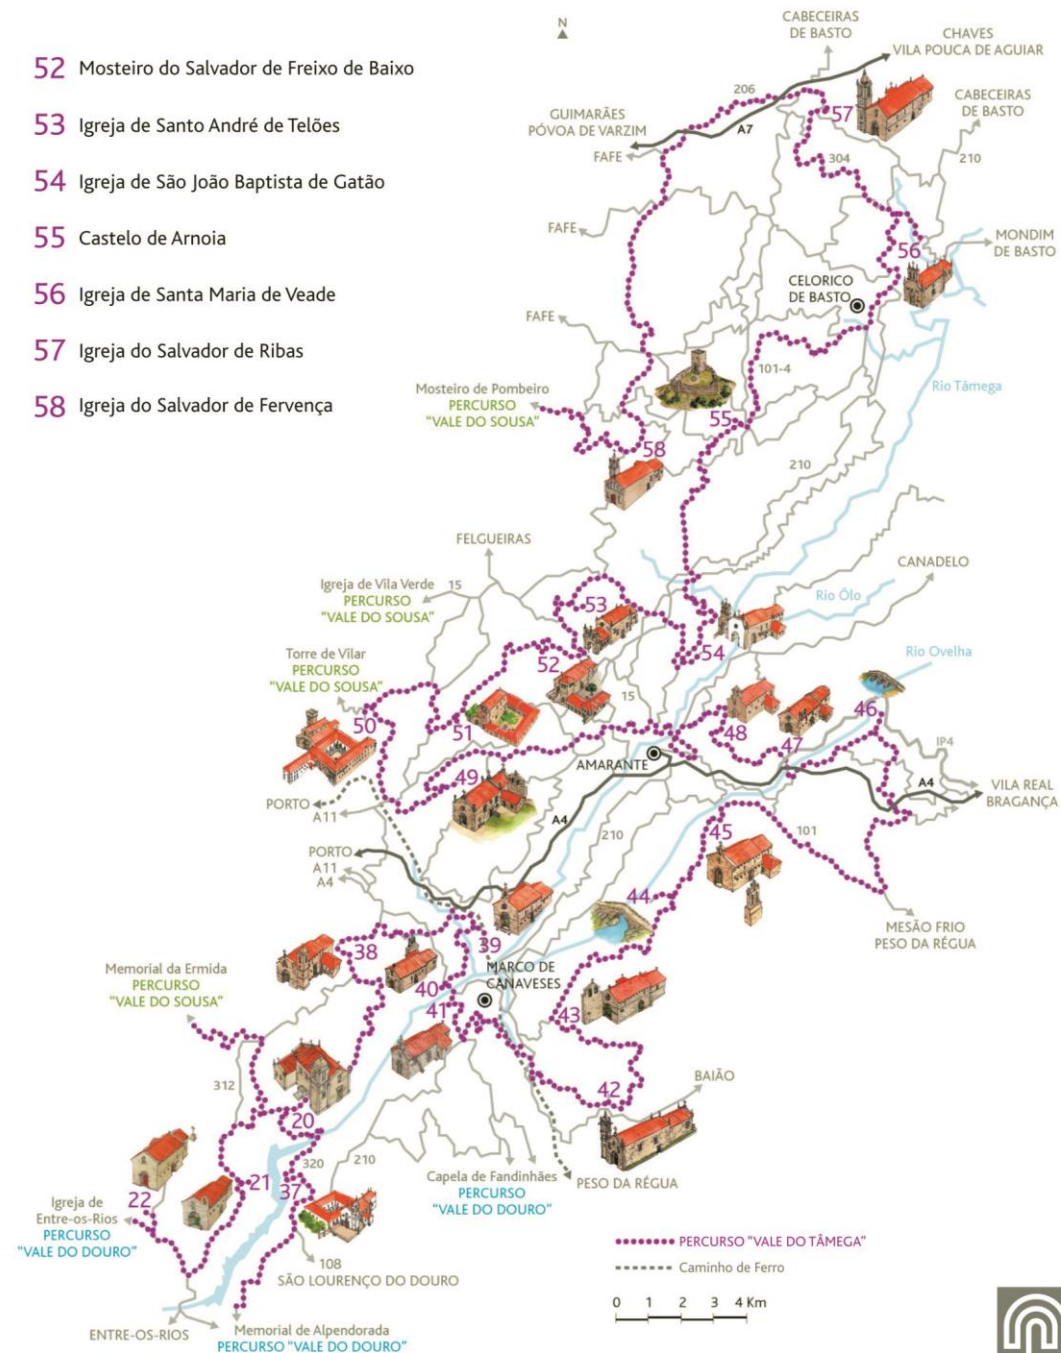 52 Mosteiro do Salvador de Freixo de Baixo
53 Igreja de Santo André de Telões
54 Igreja de São João Baptista de Gatão
55 Castelo de Arnoia
56 Igreja de Santa Maria de Veade
57 Igreja do Salvador de Ribas
58 Igreja do Salvador de Fervença
N
CABECEIRAS
DE BASTO
CHAVES
VILA POUCA DE AGUIAR
206
57
CABECEIRAS
DE BASTO
GUIMARÃES
PÓVOA DE VARZIM
A7
FAFE
304
210
FAFE
56
MONDIM
DE BASTO
CELORICO
DE BASTO
FAFE
101-4
Rio Tâmega
Mosteiro de Pombeiro
PERCURSO
"VALE DO SOUSA"
55
58
210
FELGUEIRAS
CANADELO
Igreja de Vila Verde
PERCURSO
"VALE DO SOUSA"
15
53
Rio Ôlo
Torre de Vilar
PERCURSO
"VALE DO SOUSA"
52
54
Rio Ovelha
15
50
51
48
47
46
IP4
49
AMARANTE
A4
VILA REAL
BRAGANÇA
PORTO
A11
A4
210
45
101
PORTO
A11
A4
44
MESÃO FRIO
PESO DA RÉGUA
38
39
Memorial da Ermida
PERCURSO
"VALE DO SOUSA"
MARCO DE
CANAVESES
40
41
43
312
42
BAIÃO
20
210
320
21
37
22
Capela de Fandinhães
PERCURSO
"VALE DO DOURO"
PESO DA RÉGUA
Igreja de
Entre-os-Rios
PERCURSO
"VALE DO DOURO"
108
SÃO LOURENÇO DO DOURO
PERCURSO "VALE DO TÂMEGA"
Caminho de Ferro
0 1 2 3 4 Km
ENTRE-OS-RIOS
Memorial de Alpendorada
PERCURSO "VALE DO DOURO"